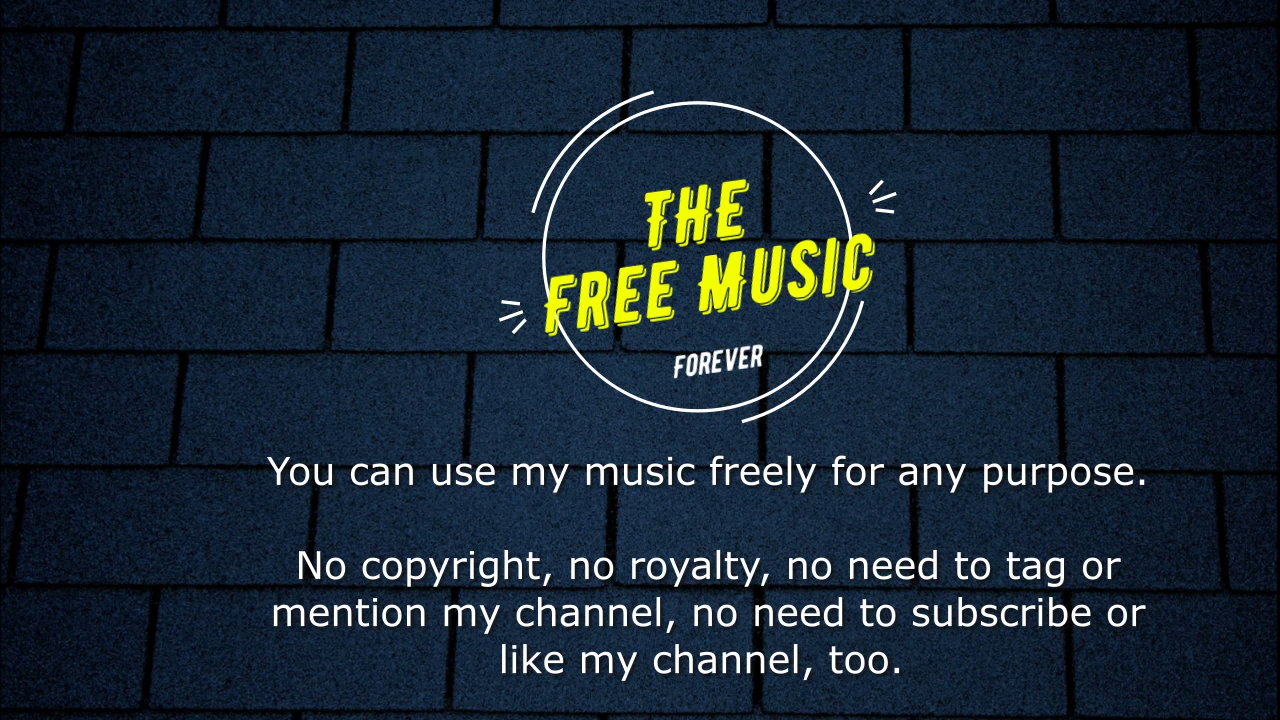 THE
FREE MUSIC
FOREVER
You can use my music freely for any purpose.
No copyright, no royalty, no need to tag or
mention my channel, no need to subscribe or
like my channel, too.